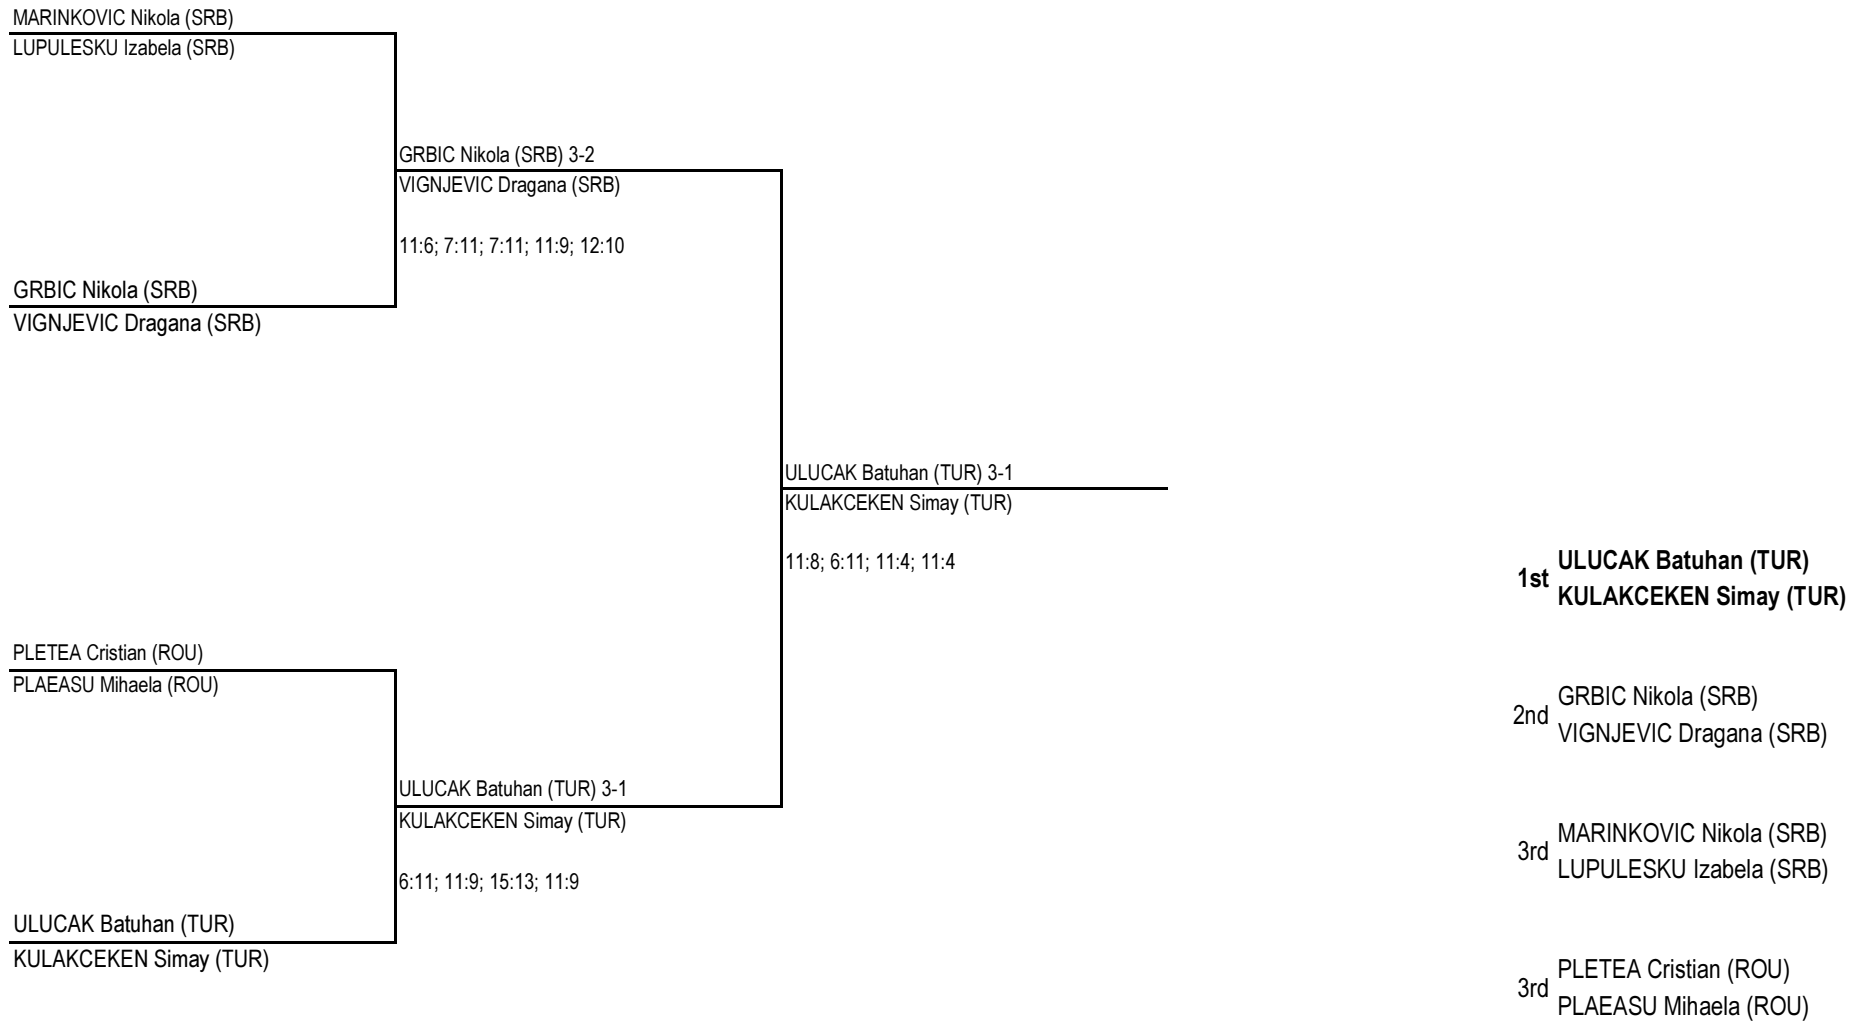 MARINKOVIC Nikola (SRB)
LUPULESKU Izabela (SRB)
GRBIC Nikola (SRB) 3-2
VIGNJEVIC Dragana (SRB)
11:6; 7:11; 7:11; 11:9; 12:10
GRBIC Nikola (SRB)
VIGNJEVIC Dragana (SRB)
ULUCAK Batuhan (TUR) 3-1
KULAKCEKEN Simay (TUR)
11:8; 6:11; 11:4; 11:4
PLETEA Cristian (ROU)
PLAEASU Mihaela (ROU)
ULUCAK Batuhan (TUR) 3-1
KULAKCEKEN Simay (TUR)
6:11; 11:9; 15:13; 11:9
ULUCAK Batuhan (TUR)
KULAKCEKEN Simay (TUR)
1st
ULUCAK Batuhan (TUR)
KULAKCEKEN Simay (TUR)
2nd
GRBIC Nikola (SRB)
VIGNJEVIC Dragana (SRB)
3rd
MARINKOVIC Nikola (SRB)
LUPULESKU Izabela (SRB)
3rd
PLETEA Cristian (ROU)
PLAEASU Mihaela (ROU)